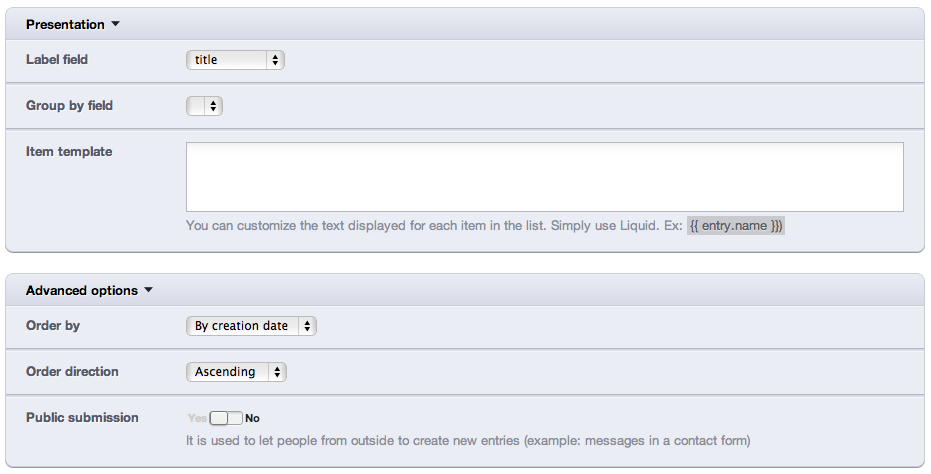 Presentation
Label field title
Group by field
Item template
You can customize the text displayed for each item in the list. Simply use Liquid. Ex: {{ entry.name }})
Advanced options
Order by By creation date
Order direction Ascending
Public submission Yes No
It is used to let people from outside to create new entries (example: messages in a contact form)